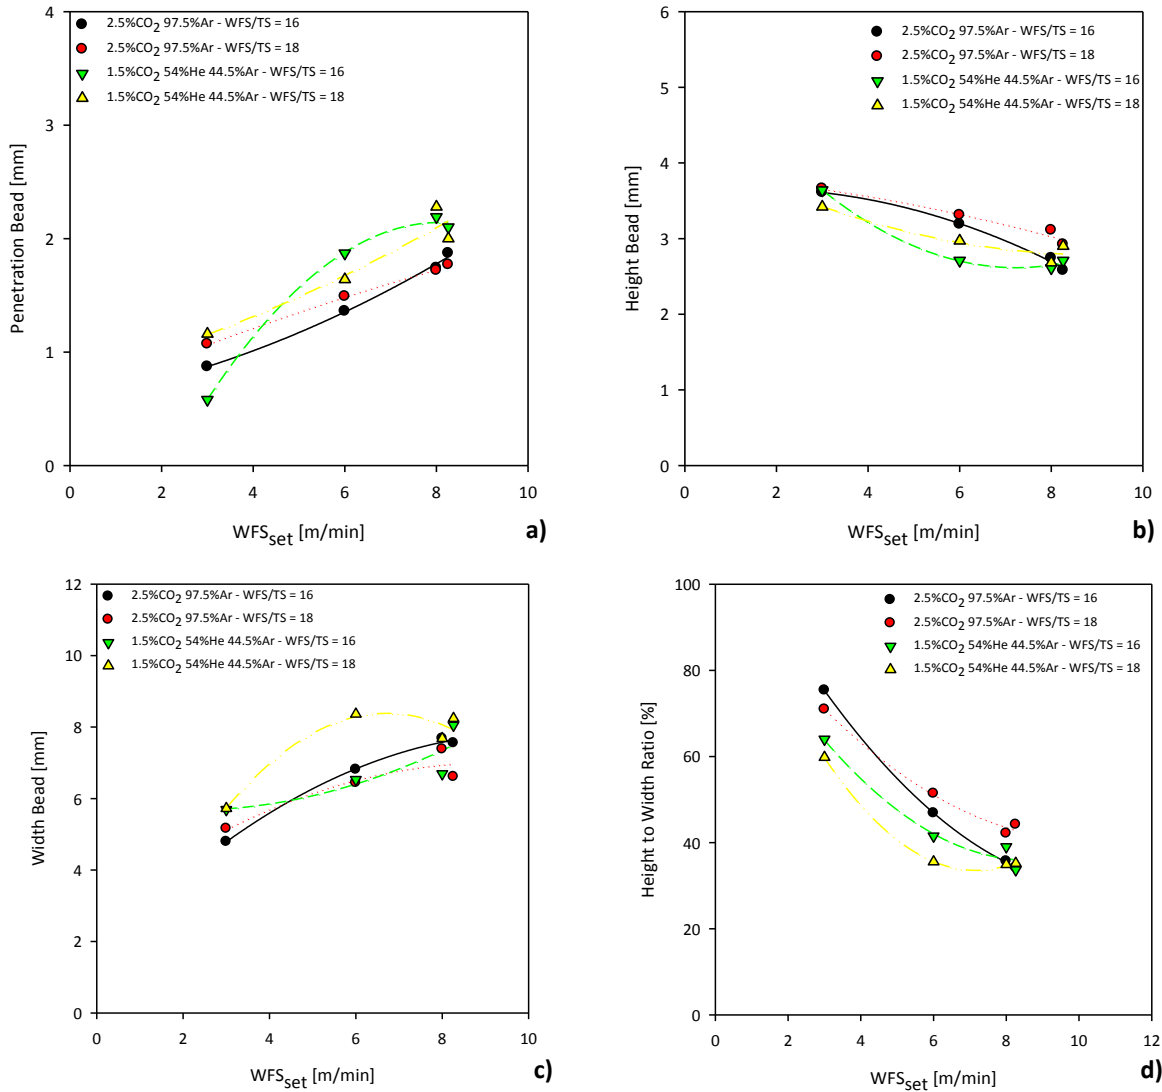 4
3
2
1
0
0
2
4
6
8
10
Penetration Bead [mm]
WFSset [m/min]
2.5%CO2 97.5%Ar - WFS/TS = 16
2.5%CO2 97.5%Ar - WFS/TS = 18
1.5%CO2 54%He 44.5%Ar - WFS/TS = 16
1.5%CO2 54%He 44.5%Ar - WFS/TS = 18
a)
6
5
4
3
2
1
0
0
2
4
6
8
10
Height Bead [mm]
WFSset [m/min]
2.5%CO2 97.5%Ar - WFS/TS = 16
2.5%CO2 97.5%Ar - WFS/TS = 18
1.5%CO2 54%He 44.5%Ar - WFS/TS = 16
1.5%CO2 54%He 44.5%Ar - WFS/TS = 18
b)
12
10
8
6
4
2
0
0
2
4
6
8
10
Width Bead [mm]
WFSset [m/min]
2.5%CO2 97.5%Ar - WFS/TS = 16
2.5%CO2 97.5%Ar - WFS/TS = 18
1.5%CO2 54%He 44.5%Ar - WFS/TS = 16
1.5%CO2 54%He 44.5%Ar - WFS/TS = 18
c)
100
80
60
40
20
0
0
2
4
6
8
10
12
Height to Width Ratio [%]
WFSset [m/min]
2.5%CO2 97.5%Ar - WFS/TS = 16
2.5%CO2 97.5%Ar - WFS/TS = 18
1.5%CO2 54%He 44.5%Ar - WFS/TS = 16
1.5%CO2 54%He 44.5%Ar - WFS/TS = 18
d)